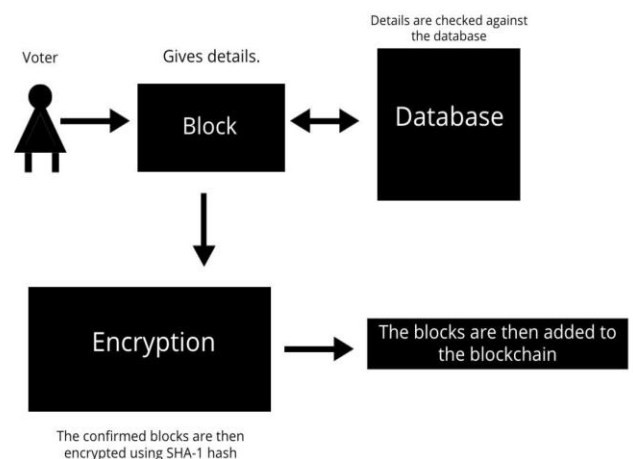 Voter
Gives details.
Details are checked against
the database
Block
Database
Encryption
The confirmed blocks are then
encrypted using SHA-1 hash
The blocks are then added to
the blockchain